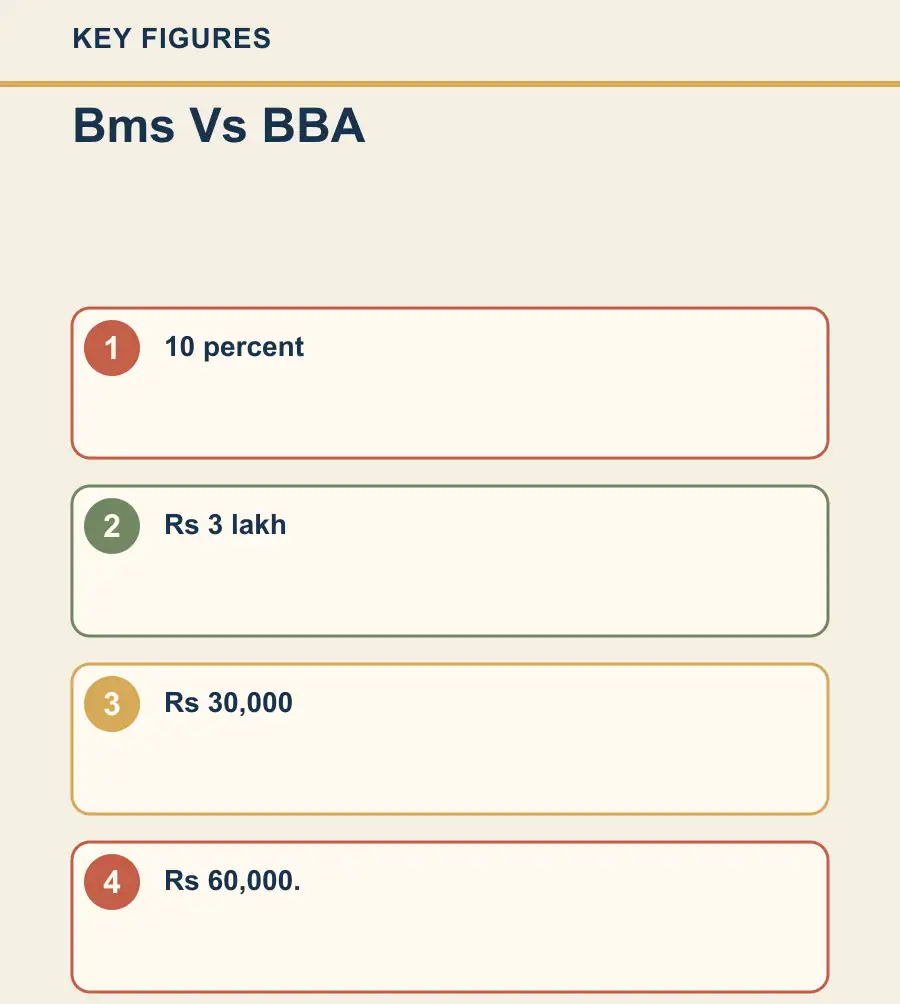 KEY FIGURES
Bms Vs BBA
1 10 percent
2 Rs 3 lakh
3 Rs 30,000
4 Rs 60,000.